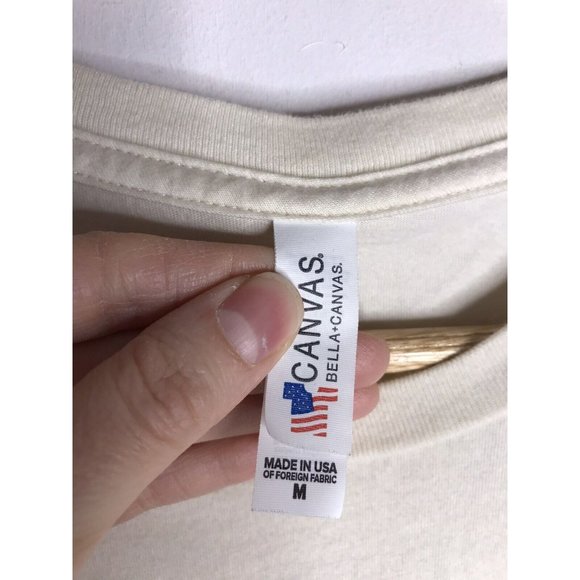 CANVAS®
BELLA+CANVAS.
MADE IN USA
OF FOREIGN FABRIC
M